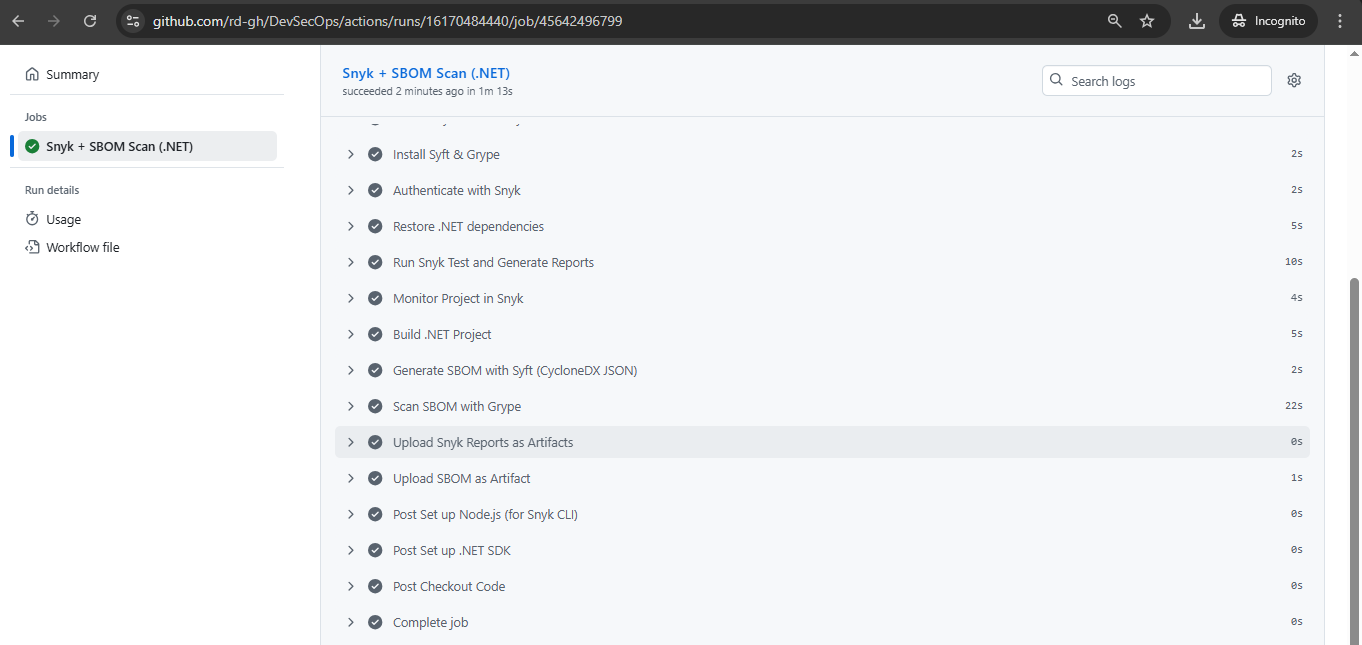 github.com/rd-gh/DevSecOps/actions/runs/16170484440/job/45642496799
Incognito
Summary
Jobs
Snyk + SBOM Scan (.NET)
Run details
Usage
Workflow file
Snyk + SBOM Scan (.NET)
succeeded 2 minutes ago in 1m 13s
Search logs
Install Syft & Grype 2s
Authenticate with Snyk 2s
Restore .NET dependencies 5s
Run Snyk Test and Generate Reports 10s
Monitor Project in Snyk 4s
Build .NET Project 5s
Generate SBOM with Syft (CycloneDX JSON) 2s
Scan SBOM with Grype 22s
Upload Snyk Reports as Artifacts 0s
Upload SBOM as Artifact 1s
Post Set up Node.js (for Snyk CLI) 0s
Post Set up .NET SDK 0s
Post Checkout Code 0s
Complete job 0s